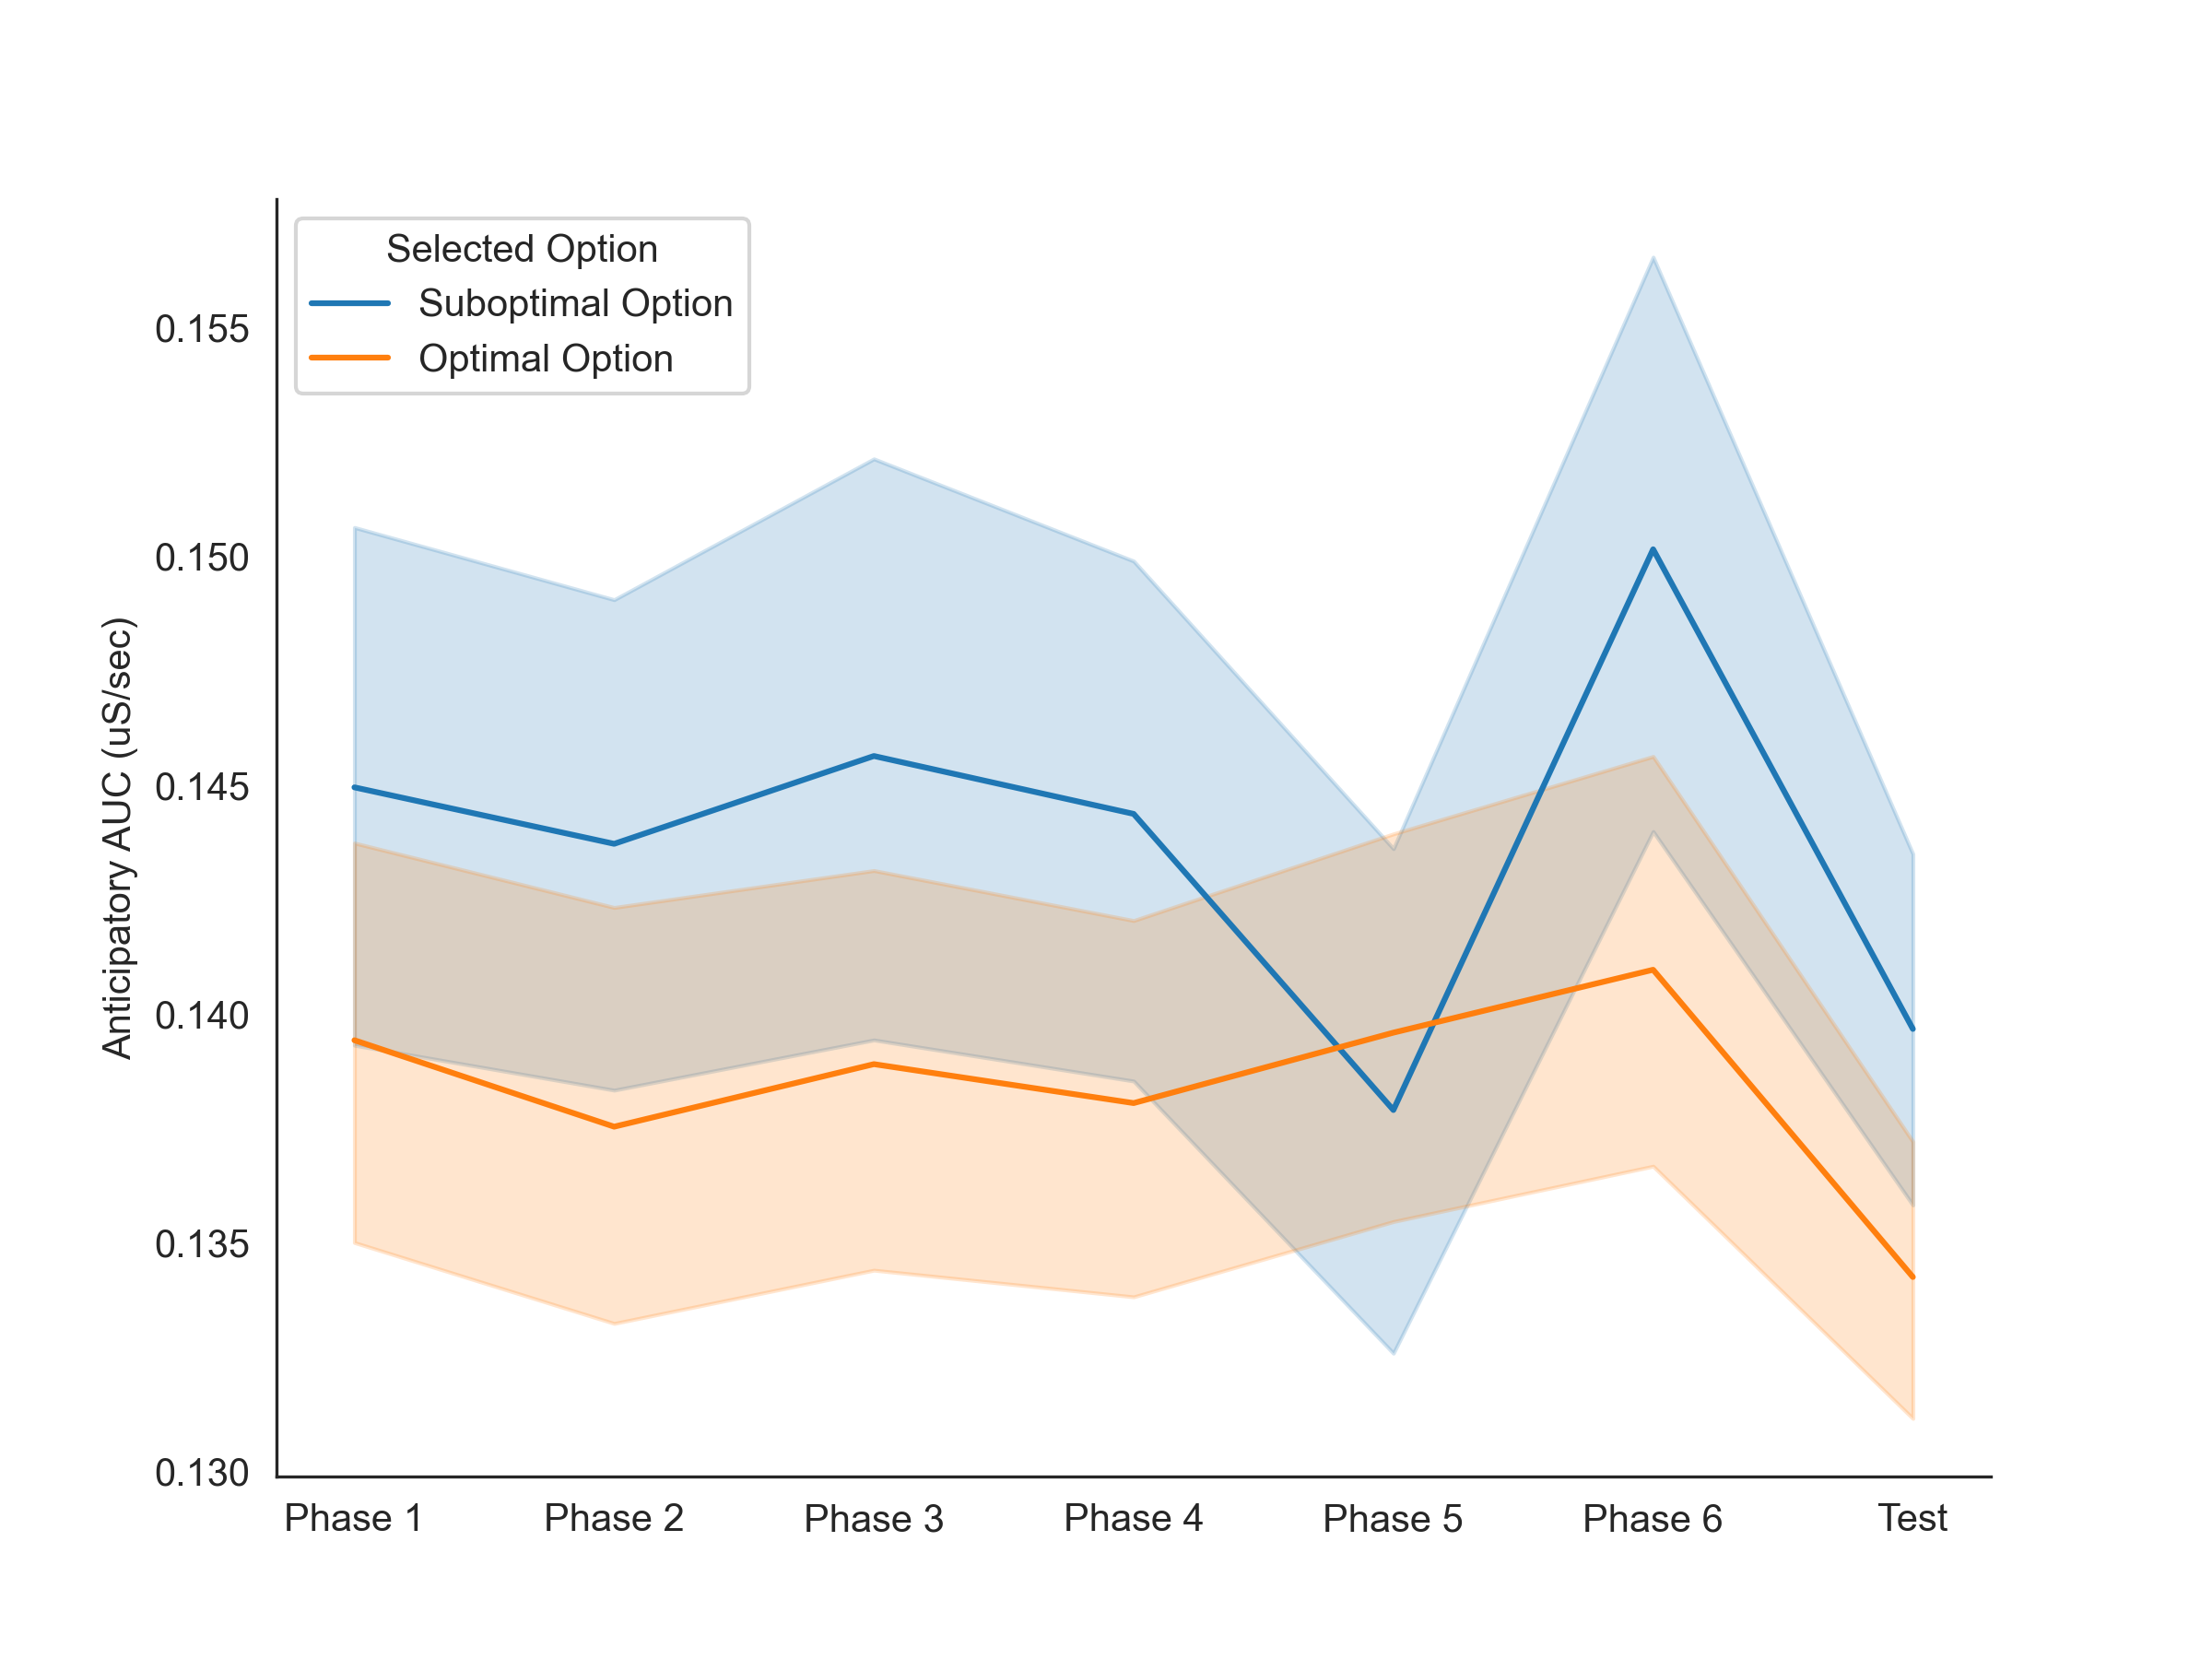 Selected Option
Suboptimal Option
Optimal Option
Anticipatory AUC (uS/sec)
0.155
0.150
0.145
0.140
0.135
0.130
Phase 1 Phase 2 Phase 3 Phase 4 Phase 5 Phase 6 Test